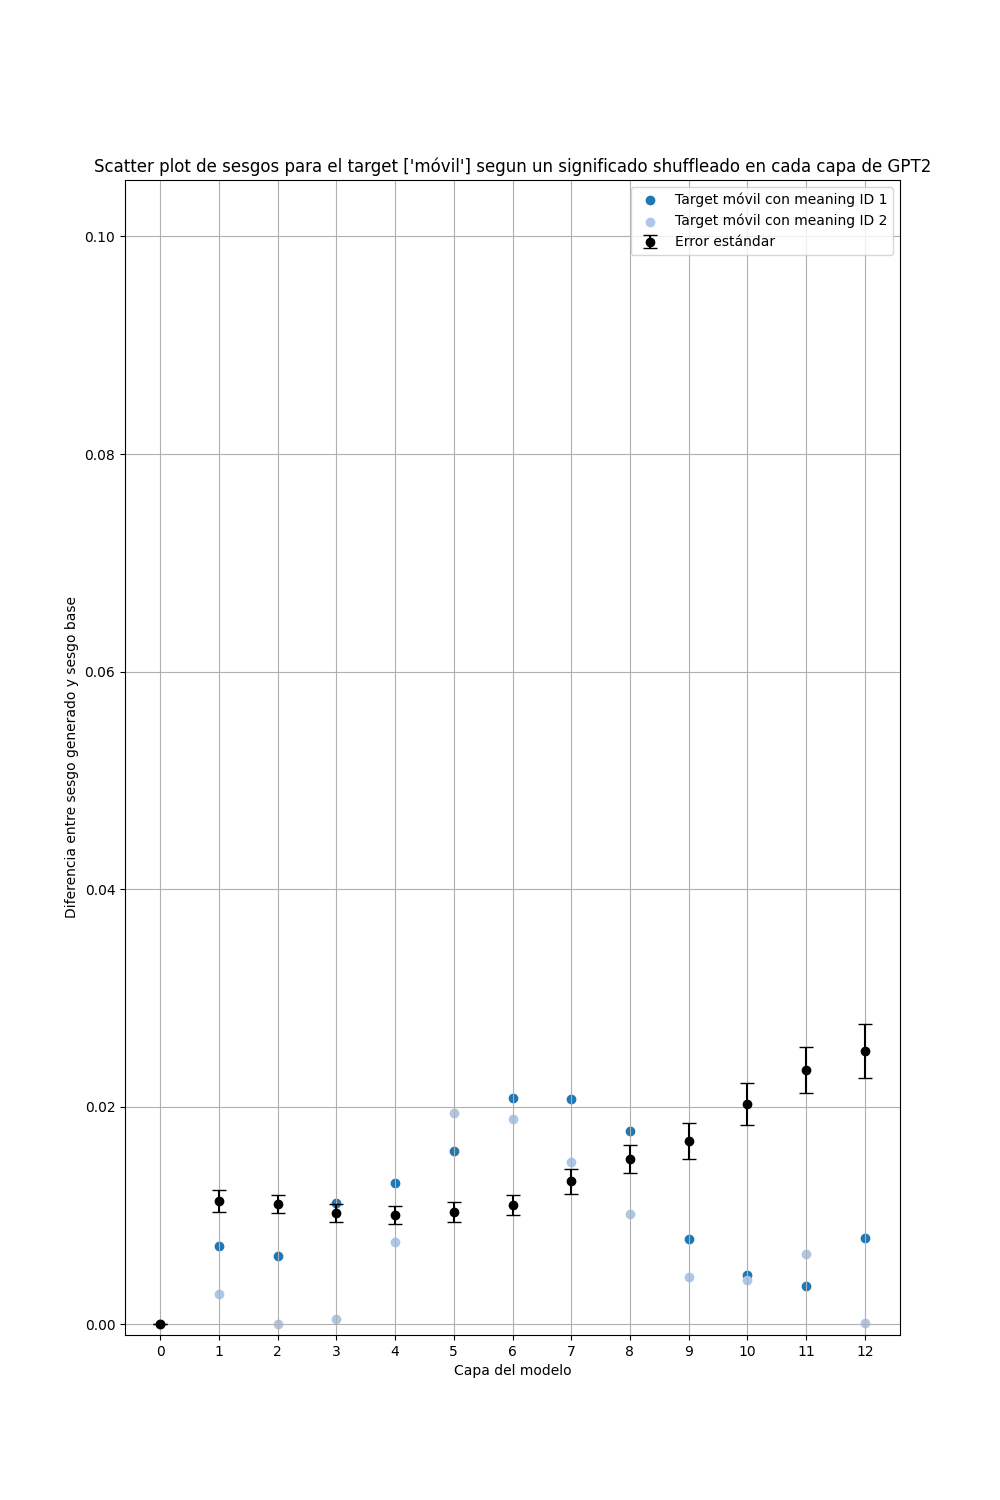 Scatter plot de sesgos para el target ['móvil'] segun un significado shuffleado en cada capa de GPT2
Target móvil con meaning ID 1
Target móvil con meaning ID 2
Error estándar
0.10
0.08
0.06
0.04
0.02
0.00
Diferencia entre sesgo generado y sesgo base
0 1 2 3 4 5 6 7 8 9 10 11 12
Capa del modelo